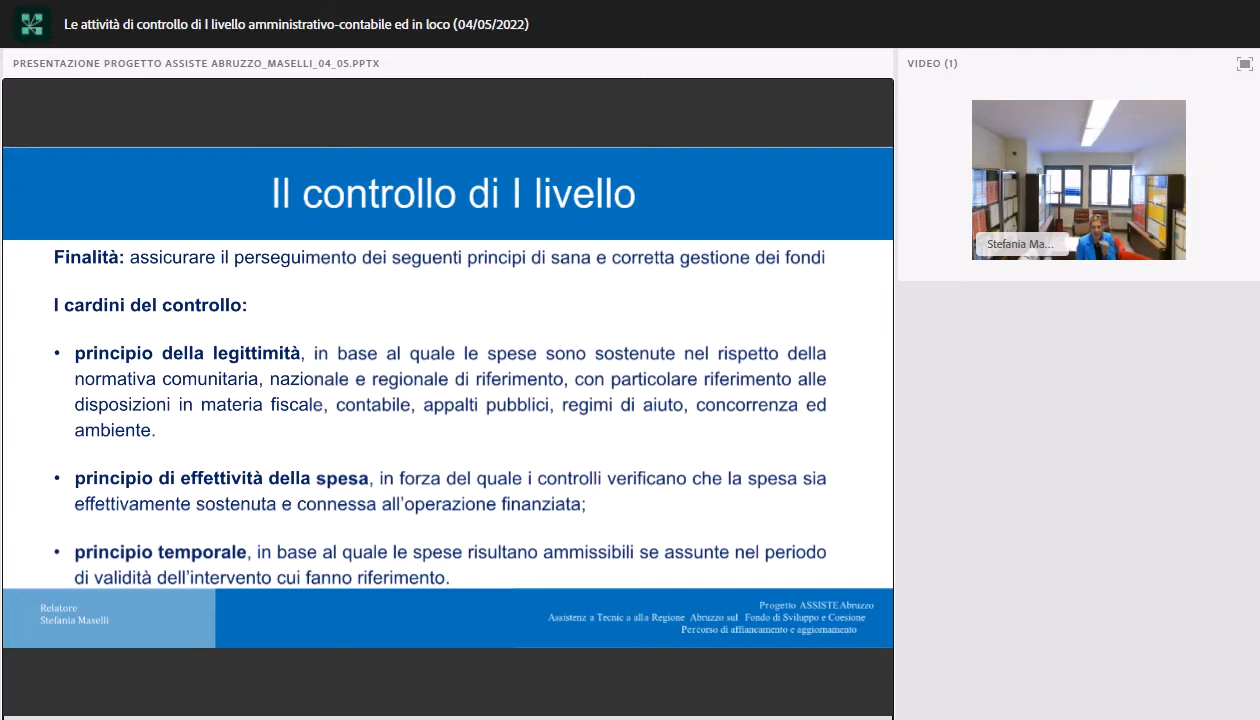 Le attività di controllo di I livello amministrativo-contabile ed in loco (04/05/2022)
PRESENTAZIONE PROGETTO ASSISTE ABRUZZO_MASELLI_04_05.PPTX
VIDEO (1)
Il controllo di I livello
Finalità: assicurare il perseguimento dei seguenti principi di sana e corretta gestione dei fondi
I cardini del controllo:
• principio della legittimità, in base al quale le spese sono sostenute nel rispetto della
normativa comunitaria, nazionale e regionale di riferimento, con particolare riferimento alle
disposizioni in materia fiscale, contabile, appalti pubblici, regimi di aiuto, concorrenza ed
ambiente.
• principio di effettività della spesa, in forza del quale i controlli verificano che la spesa sia
effettivamente sostenuta e connessa all'operazione finanziata;
• principio temporale, in base al quale le spese risultano ammissibili se assunte nel periodo
di validità dell'intervento cui fanno riferimento.
Relatore
Stefania Maselli
Progetto ASSISTE Abruzzo
Assistenz a Tecnic a alla Regione Abruzzo sul Fondo di Sviluppo e Coesione
Percorso di affiancamento e aggiornamento
Stefania Ma...